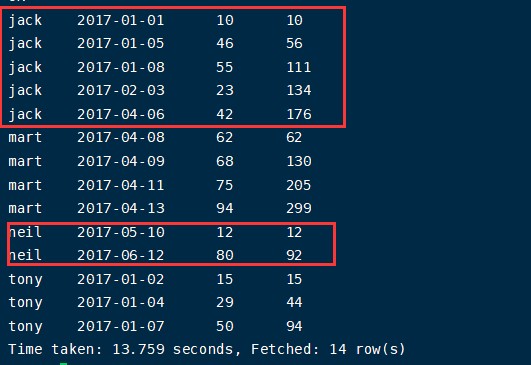 jack 2017-01-01 10 10
jack 2017-01-05 46 56
jack 2017-01-08 55 111
jack 2017-02-03 23 134
jack 2017-04-06 42 176
mart 2017-04-08 62 62
mart 2017-04-09 68 130
mart 2017-04-11 75 205
mart 2017-04-13 94 299
neil 2017-05-10 12 12
neil 2017-06-12 80 92
tony 2017-01-02 15 15
tony 2017-01-04 29 44
tony 2017-01-07 50 94
Time taken: 13.759 seconds, Fetched: 14 row(s)